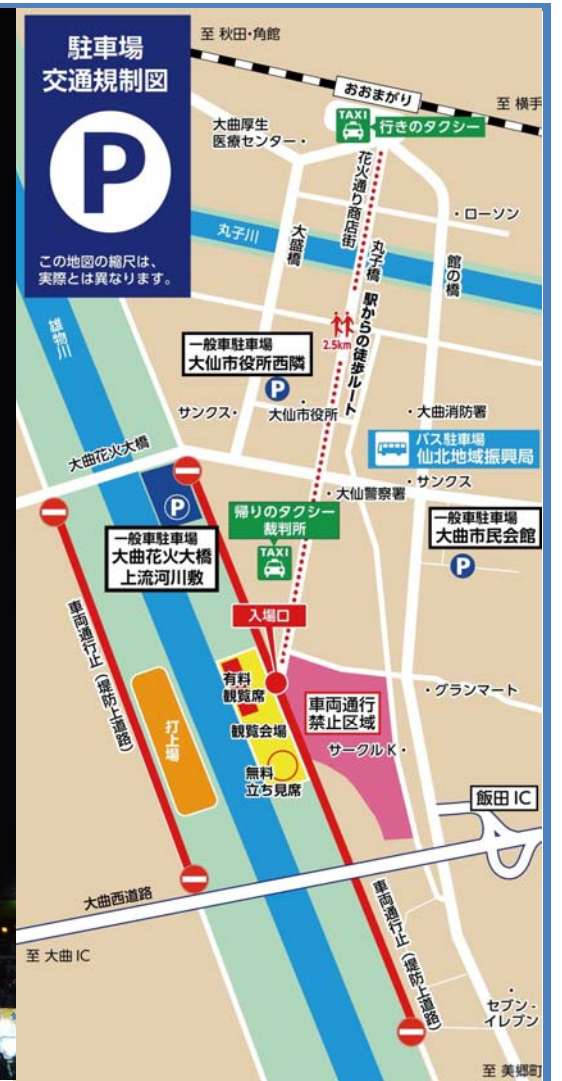 駐車場
交通規制図
P
この地図の縮尺は、
実際とは異なります。
至 秋田・角館
おおまがり
至 横手
TAXI
行きのタクシー
大曲厚生
医療センター・
花火通り商店街
・ローソン
丸子川
大盛橋
丸子橋
館の橋
雄物川
駅からの徒歩ルート
2.5km
一般車駐車場
大仙市役所西隣
P
サンクス・
大仙市役所
・大曲消防署
バス駐車場
仙北地域振興局
大曲花火大橋
・サンクス
・大仙警察署
P
一般車駐車場
大曲花火大橋
上流河川敷
帰りのタクシー
裁判所
TAXI
一般車駐車場
大曲市民会館
P
入場口
車両通行止(堤防上道路)
有料
観覧席
車両通行
禁止区域
・グランマート
打上場
観覧会場
サークルK・
無料
立ち見席
飯田 IC
大曲西道路
車両通行止(堤防上道路)
至 大曲 IC
セブン-
イレブン
至 美郷町